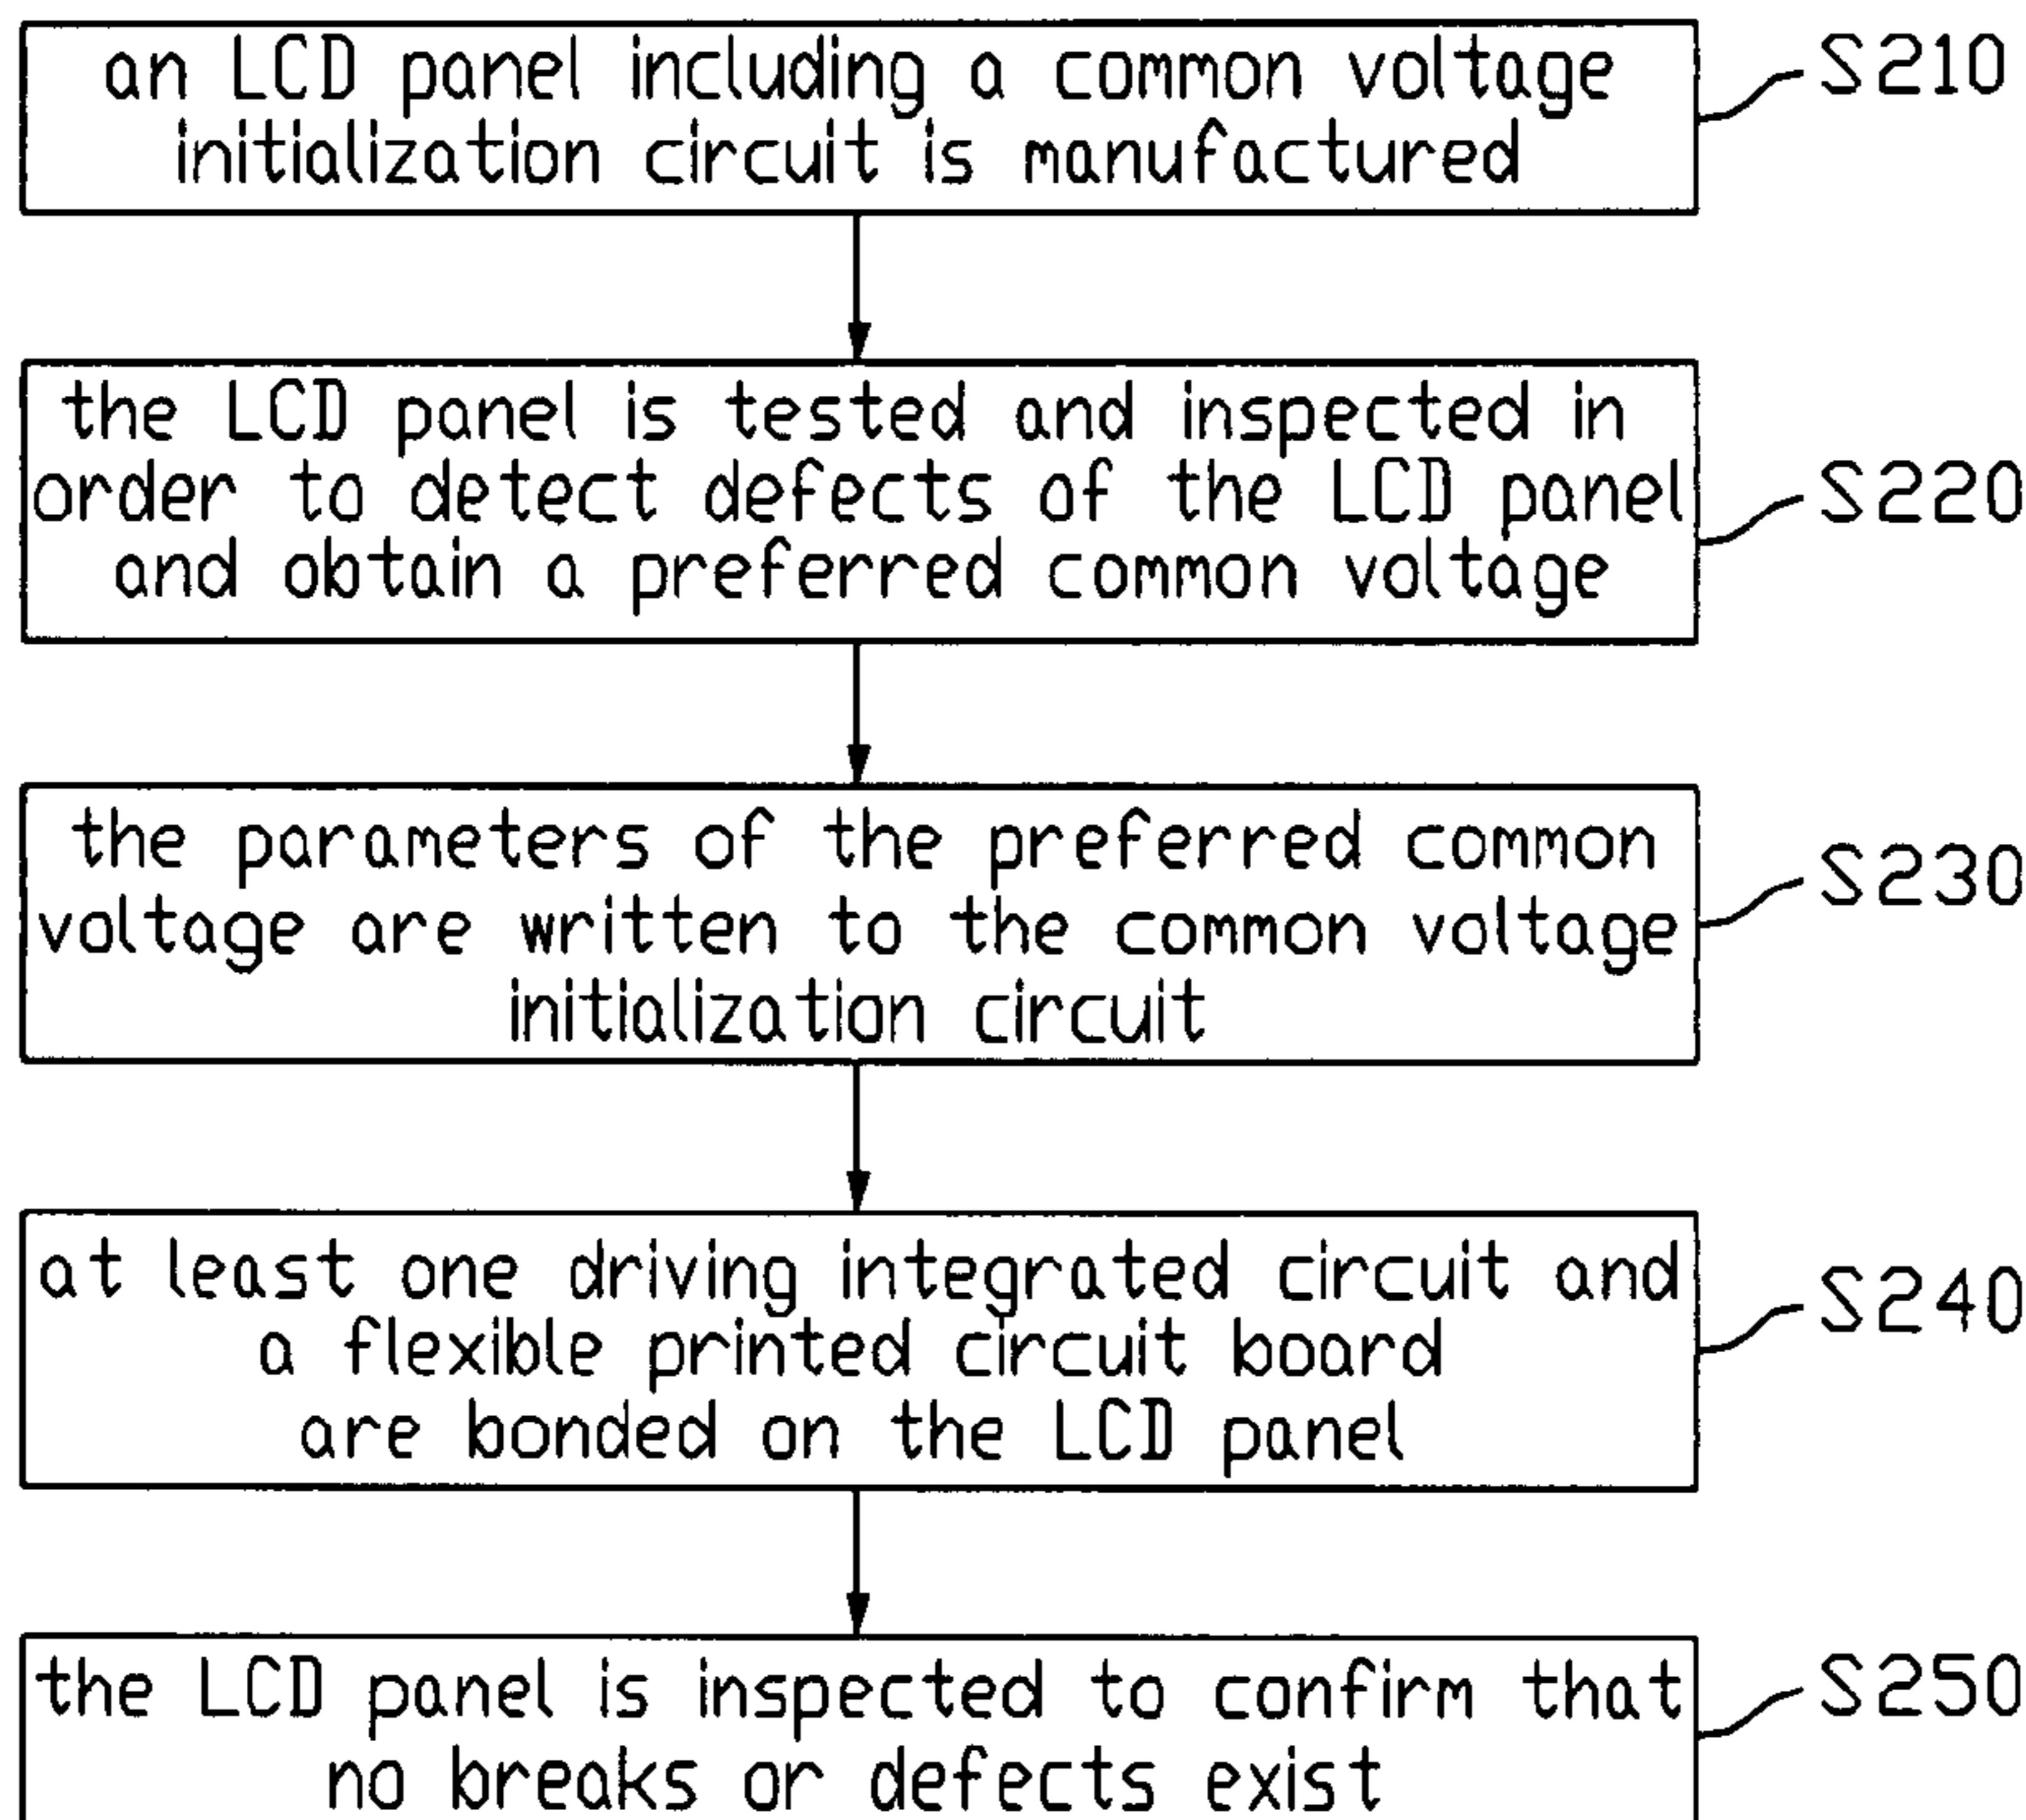 an LCD panel including a common voltage
initialization circuit is manufactured
S210
the LCD panel is tested and inspected in
order to detect defects of the LCD panel
and obtain a preferred common voltage
S220
the parameters of the preferred common
voltage are written to the common voltage
initialization circuit
S230
at least one driving integrated circuit and
a flexible printed circuit board
are bonded on the LCD panel
S240
the LCD panel is inspected to confirm that
no breaks or defects exist
S250